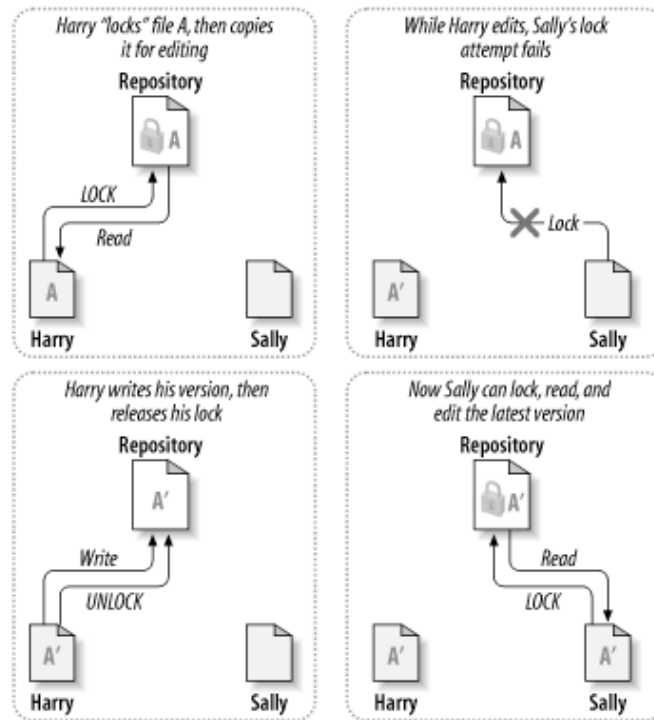 Harry “locks” file A, then copies
it for editing
Repository
A
LOCK
Read
A
Harry
Sally
While Harry edits, Sally’s lock
attempt fails
Repository
A
Lock
A′
Harry
Sally
Harry writes his version, then
releases his lock
Repository
A′
Write
UNLOCK
A′
Harry
Sally
Now Sally can lock, read, and
edit the latest version
Repository
A′
Read
LOCK
A′
A′
Harry
Sally